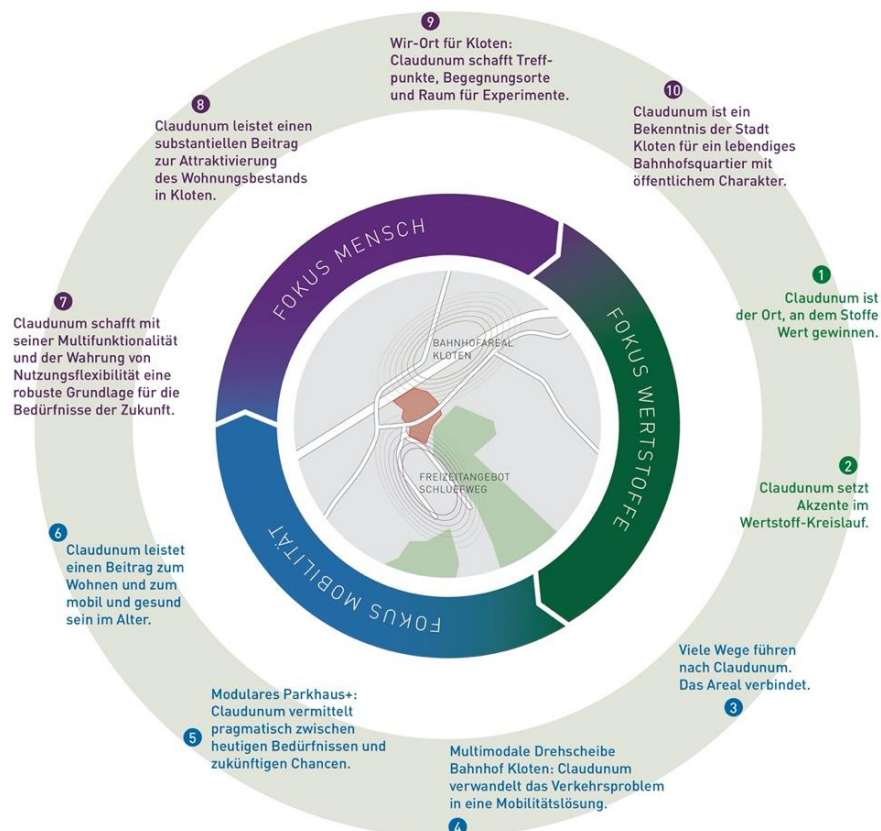 9
Wir-Ort für Kloten:
Claudunum schafft Treff-
punkte, Begegnungsorte
und Raum für Experimente.
10
Claudunum ist ein
Bekenntnis der Stadt
Kloten für ein lebendiges
Bahnhofsquartier mit
öffentlichem Charakter.
1
Claudunum ist
der Ort, an dem Stoffe
Wert gewinnen.
2
Claudunum setzt
Akzente im
Wertstoff-Kreislauf.
Viele Wege führen
nach Claudunum.
Das Areal verbindet.
3
Multimodale Drehscheibe
Bahnhof Kloten: Claudunum
verwandelt das Verkehrsproblem
in eine Mobilitätslösung.
4
Modulares Parkhaus+:
Claudunum vermittelt
pragmatisch zwischen
heutigen Bedürfnissen und
zukünftigen Chancen.
5
6
Claudunum leistet
einen Beitrag zum
Wohnen und zum
mobil und gesund
sein im Alter.
7
Claudunum schafft mit
seiner Multifunktionalität
und der Wahrung von
Nutzungsflexibilität eine
robuste Grundlage für die
Bedürfnisse der Zukunft.
8
Claudunum leistet einen
substantiellen Beitrag
zur Attraktivierung
des Wohnungsbestands
in Kloten.
FOKUS MENSCH
FOKUS WERTSTOFFE
FOKUS MOBILITÄT
BAHNHOFAREAL
KLOTEN
FREIZEITANGEBOT
SCHLUEFWEG